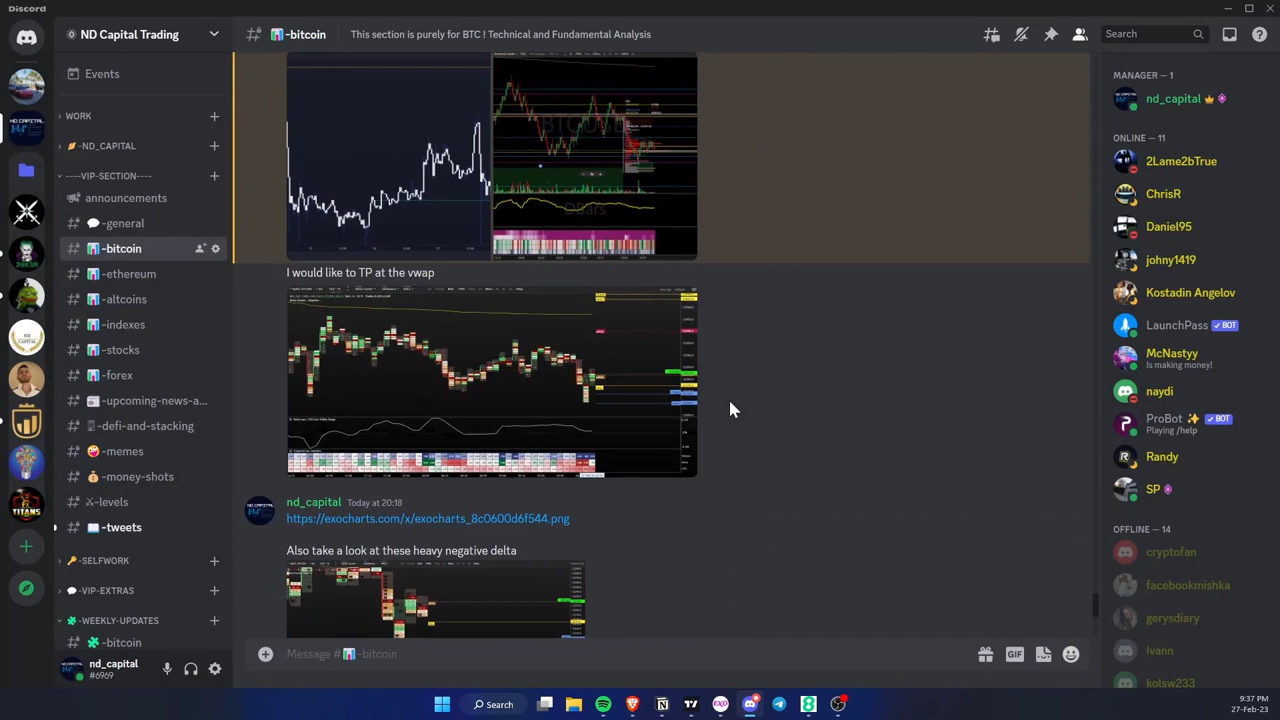 Discord
ND Capital Trading
-bitcoin
This section is purely for BTC ! Technical and Fundamental Analysis
Search
Events
WORK
-ND_CAPITAL
----VIP-SECTION----
announcements
-general
-bitcoin
-ethereum
-altcoins
-indexes
-stocks
-forex
-upcoming-news-a...
-defi-and-stacking
-memes
-money-shots
-levels
-tweets
-SELFWORK
-VIP-EXTRAS
-WEEKLY-UPDATES
-bitcoin
nd_capital
#6969
DBars
I would like to TP at the vwap
nd_capital Today at 20:18
https://exocharts.com/x/exocharts_8c0600d6f544.png
Also take a look at these heavy negative delta
Message # -bitcoin
GIF
MANAGER — 1
nd_capital
ONLINE — 11
2Lame2bTrue
ChrisR
Daniel95
johny1419
Kostadin Angelov
LaunchPass BOT
McNastyy
Is making money!
naydi
ProBot BOT
Playing /help
Randy
SP
OFFLINE — 14
cryptofan
facebookmishka
gerysdiary
Ivann
kolsw233
Search
9:37 PM
27-Feb-23